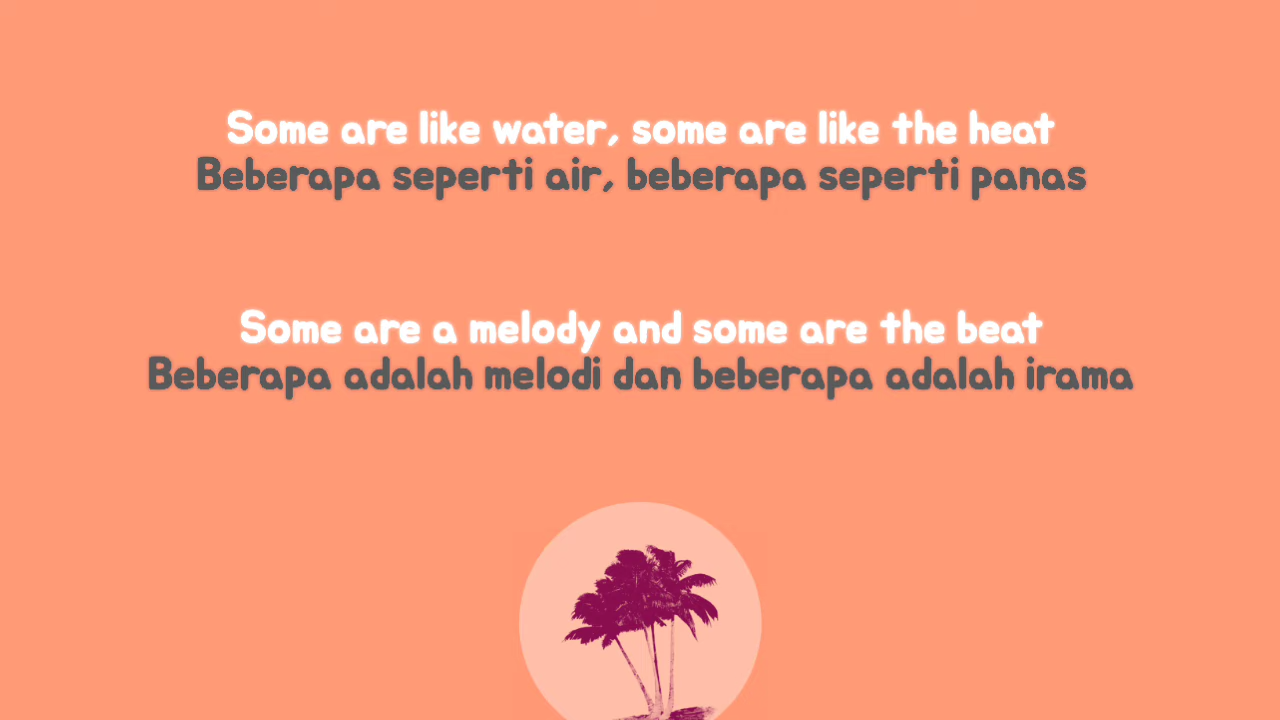 Some are like water, some are like the heat
Beberapa seperti air, beberapa seperti panas
Some are a melody and some are the beat
Beberapa adalah melodi dan beberapa adalah irama